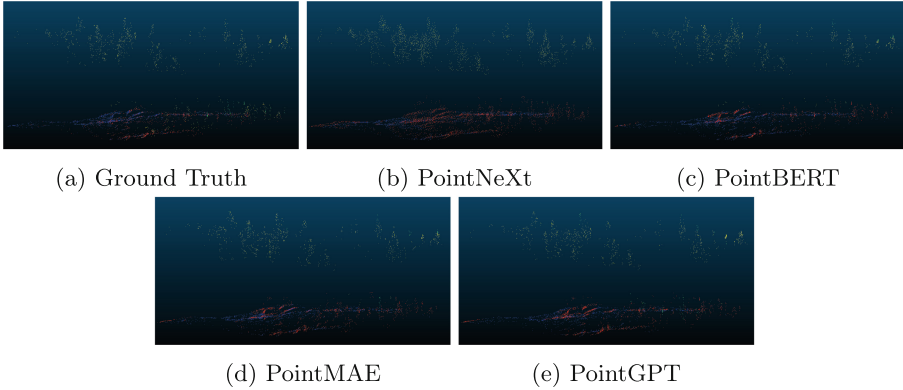 (a) Ground Truth
(b) PointNeXt
(c) PointBERT
(d) PointMAE
(e) PointGPT